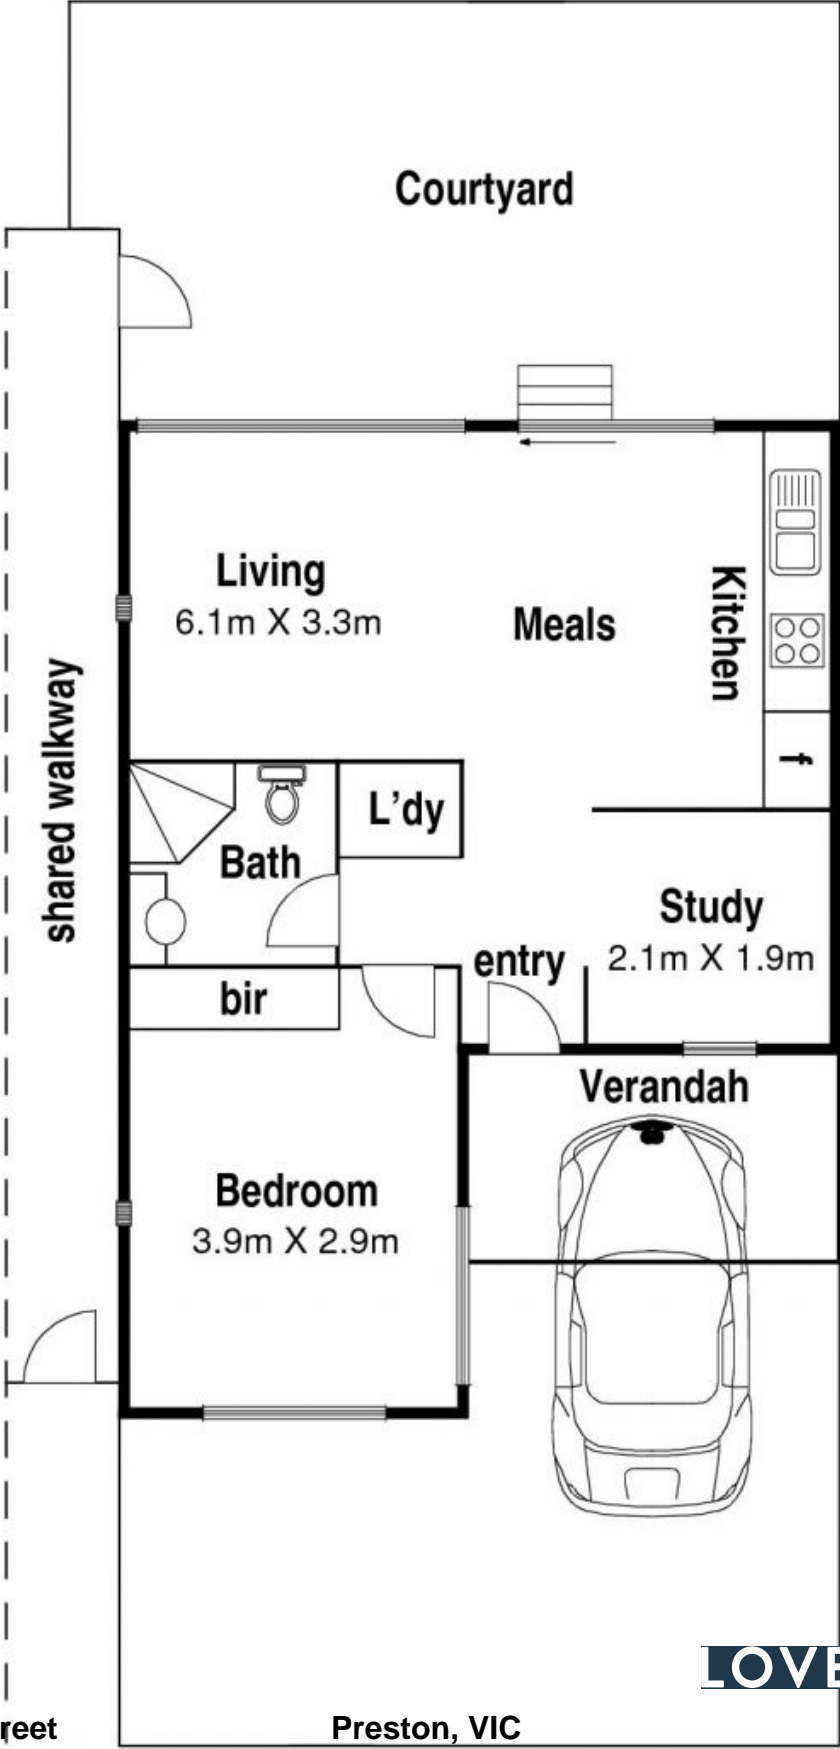 Courtyard
Living
6.1m X 3.3m
Meals
Kitchen
f
shared walkway
L'dy
Bath
Study
2.1m X 1.9m
entry
bir
Verandah
Bedroom
3.9m X 2.9m
LOVE
reet
Preston, VIC